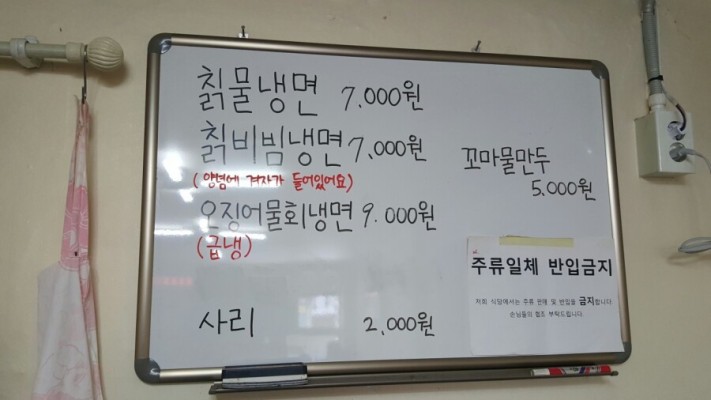 칡물냉면 7,000원
칡비빔냉면 7,000원
(양념에 겨자가 들어있어요)
오징어물회냉면 9.000원
(급냉)
사리 2,000원
꼬마물만두
5.000원
주류일체 반입금지
저희 식당에서는 주류 판매 및 반입을 금지합니다.
손님들의 협조 부탁드립니다.